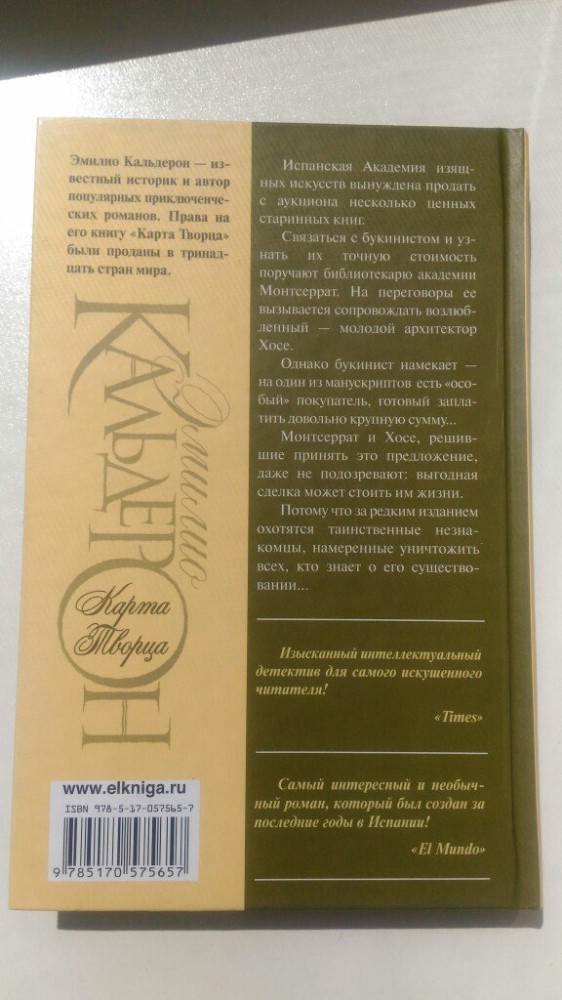 Эмилио Кальдерон — из-
вестный историк и автор
популярных приключенче-
ских романов. Права на
его книгу «Карта Творца»
были проданы в тринад-
цать стран мира.
Эмилио
КАЛЬДЕРОН
Карта
Творца
www.elkniga.ru
ISBN 978-5-17-057565-7
9 785170 575657
Испанская Академия изящ-
ных искусств вынуждена продать
с аукциона несколько ценных
старинных книг.
Связаться с букинистом и уз-
нать их точную стоимость
поручают библиотекарю академии
Монтсеррат. На переговоры ее
вызывается сопровождать возлюб-
ленный — молодой архитектор
Хосе.
Однако букинист намекает —
на один из манускриптов есть «осо-
бый» покупатель, готовый запла-
тить довольно крупную сумму...
Монтсеррат и Хосе, решив-
шие принять это предложение,
даже не подозревают: выгодная
сделка может стоить им жизни.
Потому что за редким изданием
охотятся таинственные незна-
комцы, намеренные уничтожить
всех, кто знает о его существо-
вании...
Изысканный интеллектуальный
детектив для самого искушенного
читателя!
«Times»
Самый интересный и необыч-
ный роман, который был создан за
последние годы в Испании!
«El Mundo»